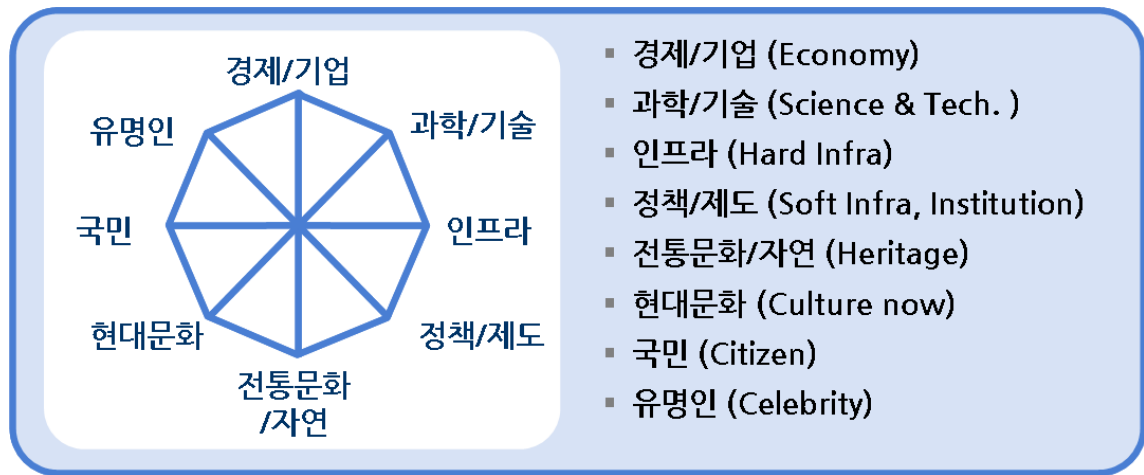 경제/기업
과학/기술
인프라
정책/제도
전통문화
/자연
현대문화
국민
유명인
▪ 경제/기업 (Economy)
▪ 과학/기술 (Science & Tech. )
▪ 인프라 (Hard Infra)
▪ 정책/제도 (Soft Infra, Institution)
▪ 전통문화/자연 (Heritage)
▪ 현대문화 (Culture now)
▪ 국민 (Citizen)
▪ 유명인 (Celebrity)